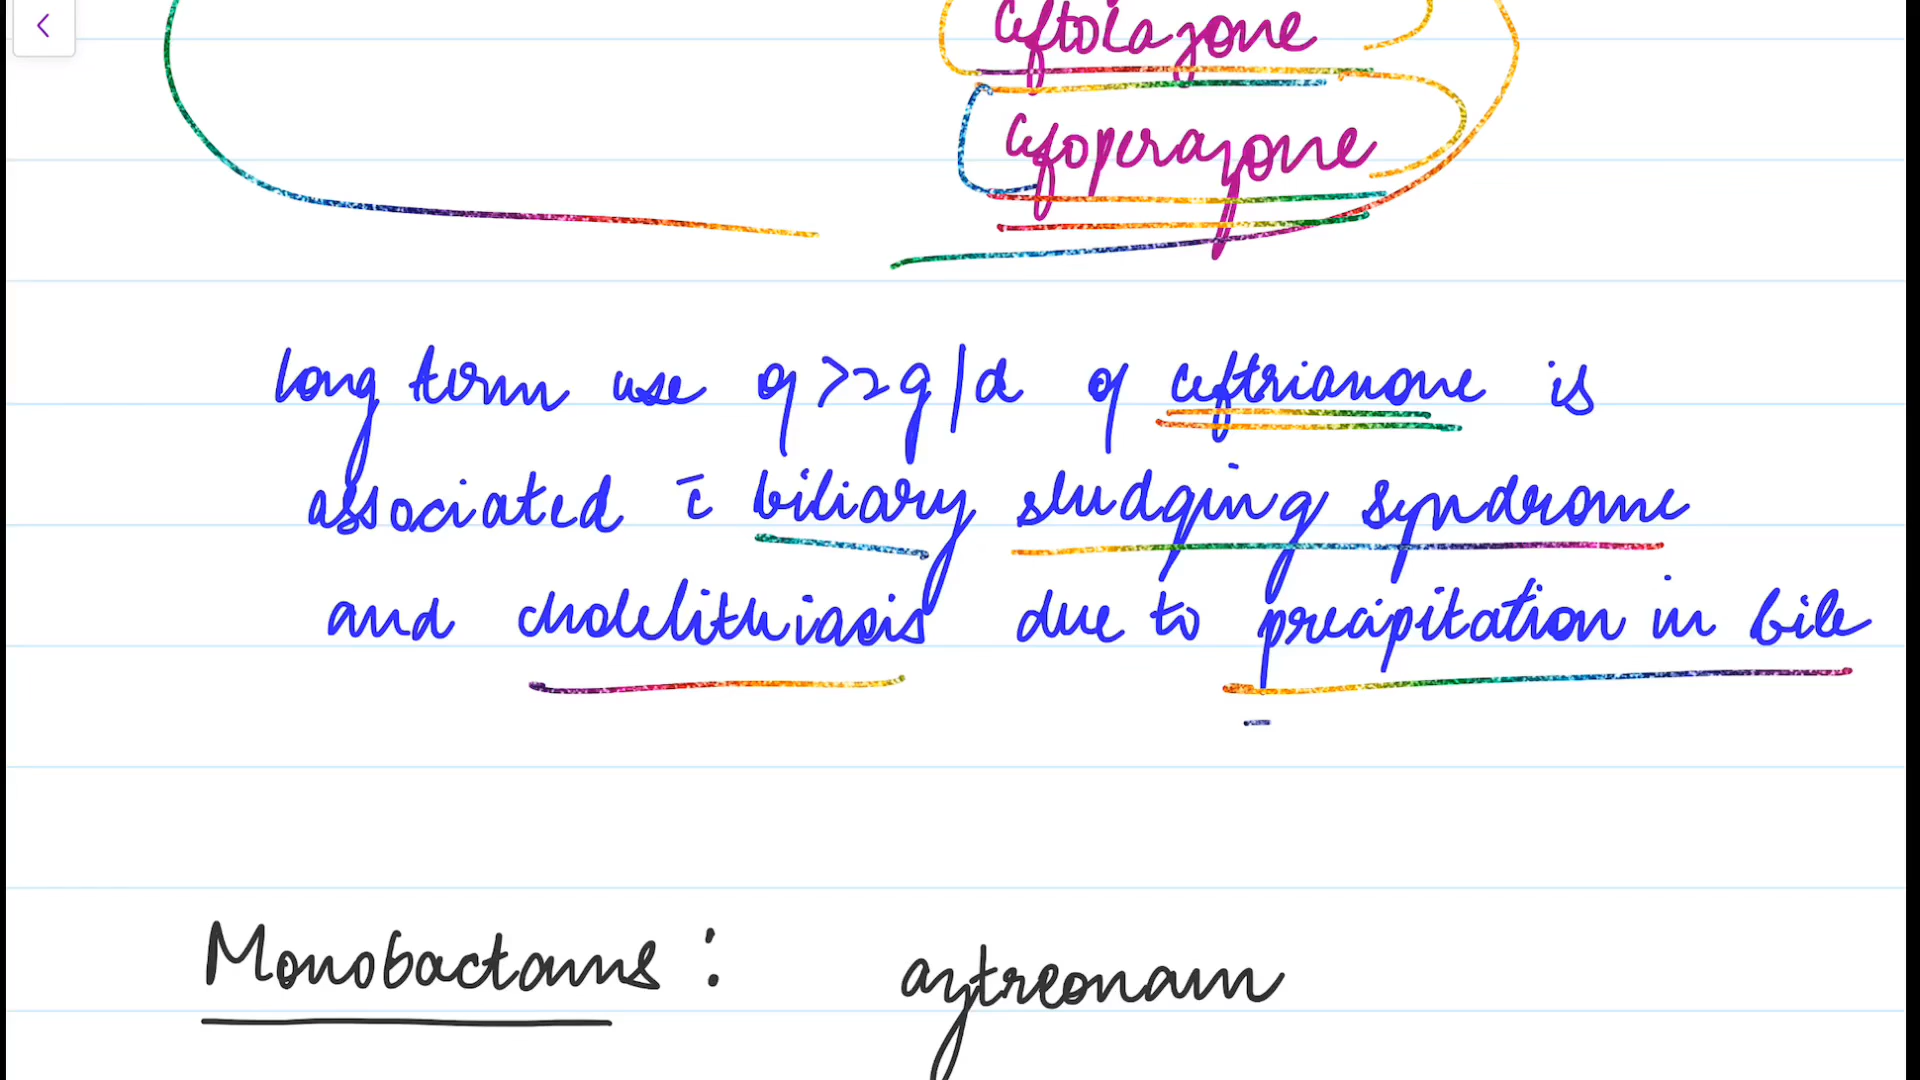 ceftolazone
cefoperazone
long term use of >2g/d of ceftriaxone is
associated c̄ biliary sludging syndrome
and cholelithiasis due to precipitation in bile
Monobactams : aztreonam